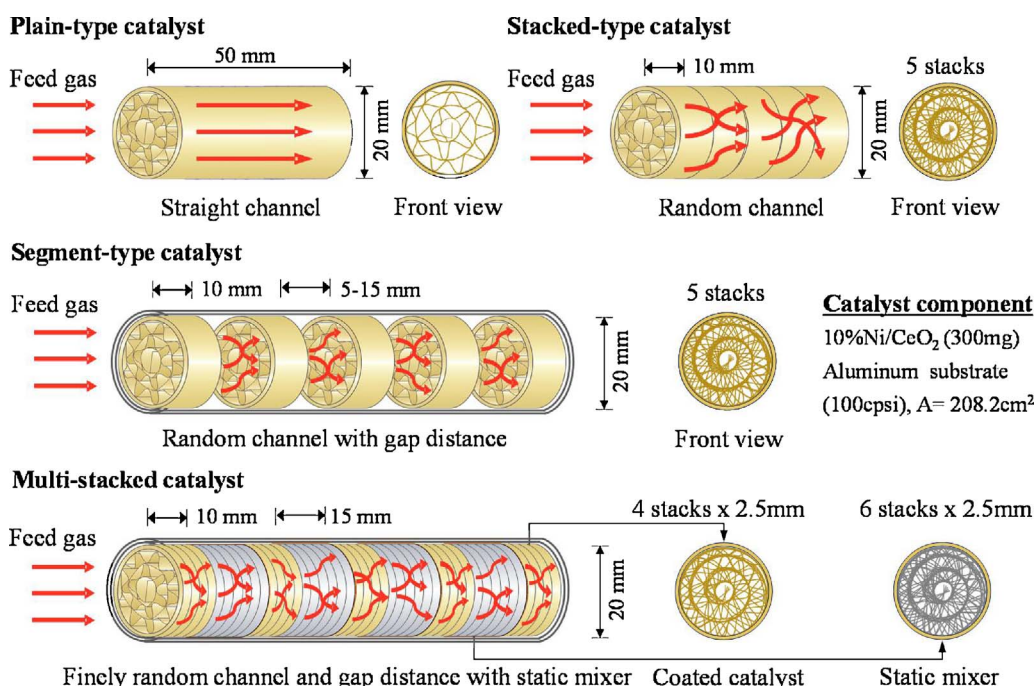 Plain-type catalyst
50 mm
Feed gas
20 mm
Straight channel
Front view
Stacked-type catalyst
10 mm
5 stacks
Feed gas
20 mm
Random channel
Front view
Segment-type catalyst
10 mm
5-15 mm
Feed gas
20 mm
5 stacks
Random channel with gap distance
Front view
Catalyst component
10%Ni/CeO₂ (300mg)
Aluminum substrate
(100cpsi), A= 208.2cm²
Multi-stacked catalyst
10 mm
15 mm
4 stacks x 2.5mm
6 stacks x 2.5mm
Feed gas
20 mm
Finely random channel and gap distance with static mixer
Coated catalyst
Static mixer